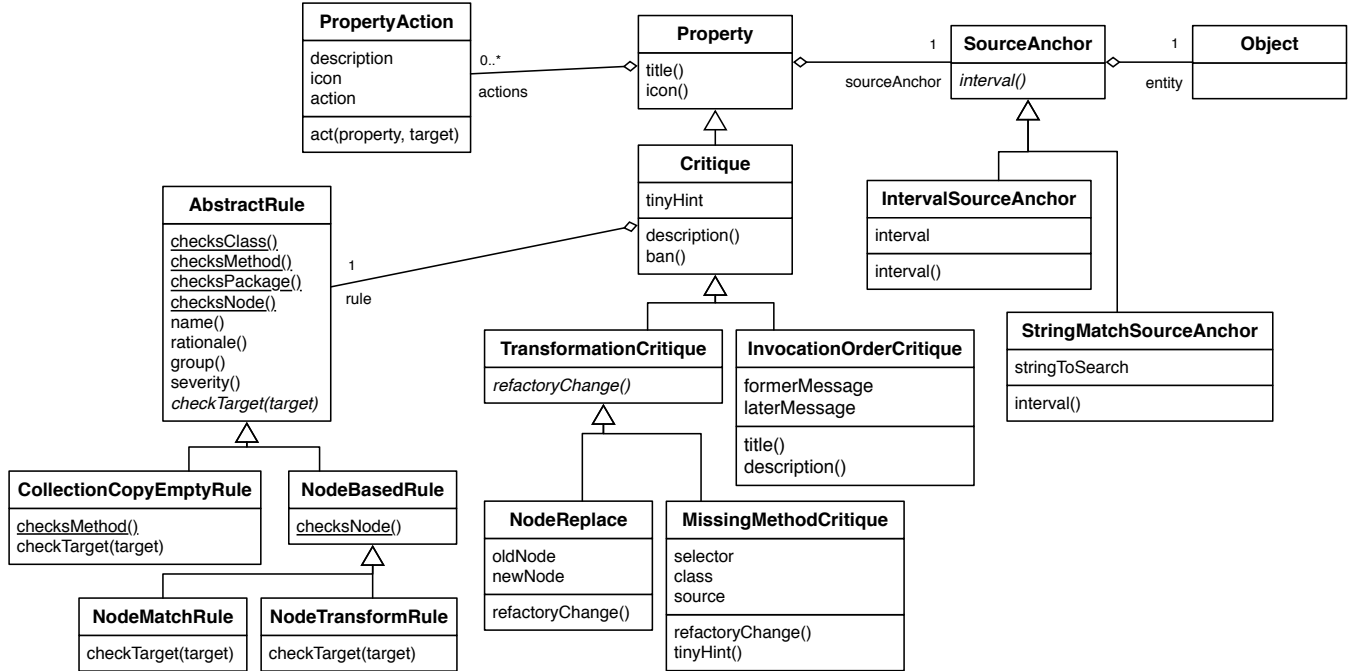 PropertyAction
description
icon
action
act(property, target)
0..*
actions
Property
title()
icon()
1
sourceAnchor
SourceAnchor
interval()
1
entity
Object
Critique
tinyHint
description()
ban()
AbstractRule
checksClass()
checksMethod()
checksPackage()
checksNode()
name()
rationale()
group()
severity()
checkTarget(target)
1
rule
IntervalSourceAnchor
interval
interval()
StringMatchSourceAnchor
stringToSearch
interval()
TransformationCritique
refactoryChange()
InvocationOrderCritique
formerMessage
laterMessage
title()
description()
CollectionCopyEmptyRule
checksMethod()
checkTarget(target)
NodeBasedRule
checksNode()
NodeReplace
oldNode
newNode
refactoryChange()
MissingMethodCritique
selector
class
source
refactoryChange()
tinyHint()
NodeMatchRule
checkTarget(target)
NodeTransformRule
checkTarget(target)